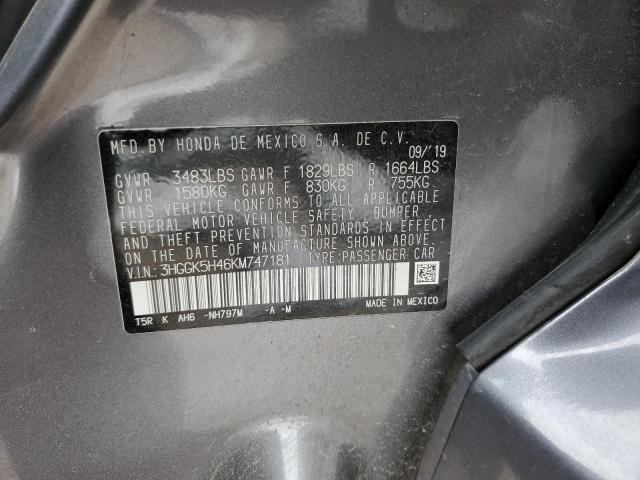 MFD BY HONDA DE MEXICO S.A. DE C.V.
09/'19
GVWR 3483LBS GAWR F 1829LBS R 1664LBS
GVWR 1580KG GAWR F 830KG R 755KG
THIS VEHICLE CONFORMS TO ALL APPLICABLE
FEDERAL MOTOR VEHICLE SAFETY, BUMPER,
AND THEFT PREVENTION STANDARDS IN EFFECT
ON THE DATE OF MANUFACTURE SHOWN ABOVE.
V.I.N: 3HGGK5H46KM747181 TYPE:PASSENGER CAR
T5R K AH6 -NH797M -A -M
MADE IN MEXICO